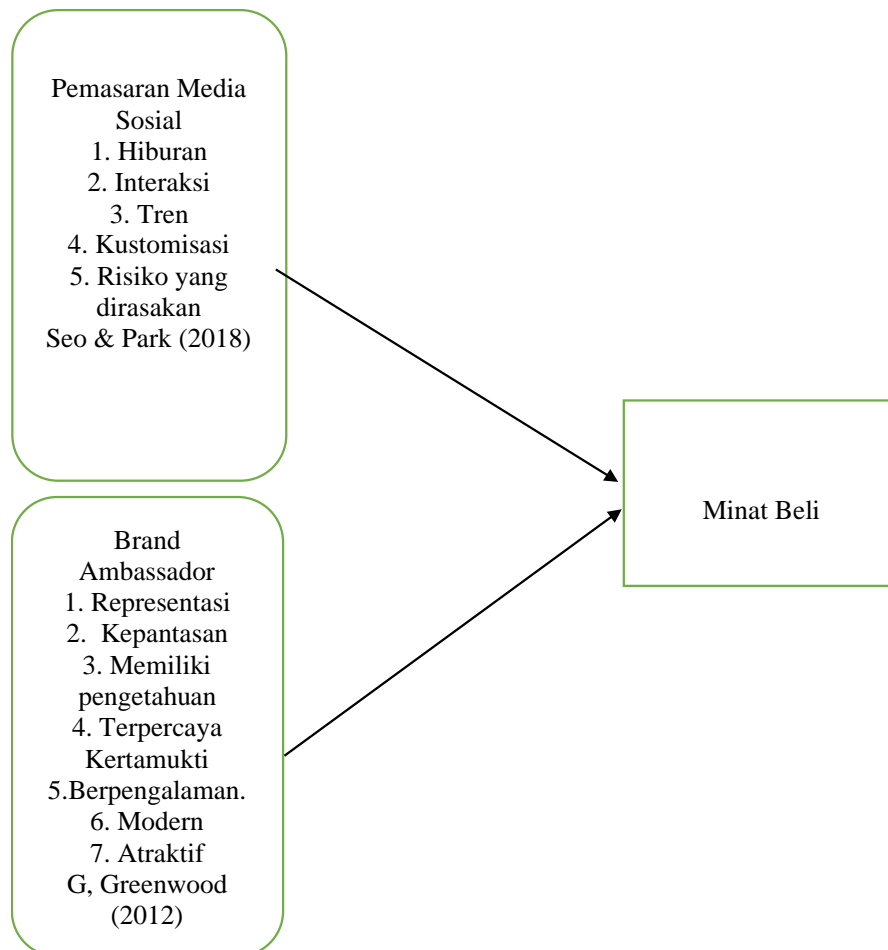 Pemasaran Media
Sosial
1. Hiburan
2. Interaksi
3. Tren
4. Kustomisasi
5. Risiko yang
dirasakan
Seo & Park (2018)
Minat Beli
Brand
Ambassador
1. Representasi
2.  Kepantasan
3. Memiliki
pengetahuan
4. Terpercaya
Kertamukti
5.Berpengalaman.
6. Modern
7. Atraktif
G, Greenwood
(2012)